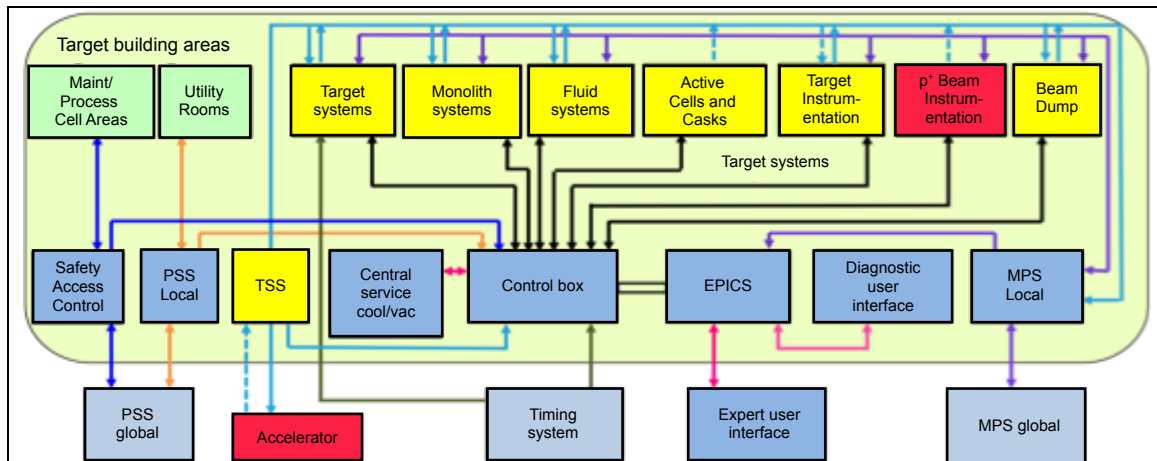 Target building areas
Maint/
Process
Cell Areas
Utility
Rooms
Target
systems
Monolith
systems
Fluid
systems
Active
Cells and
Casks
Target
Instrum-
entation
p⁺ Beam
Instrum-
entation
Beam
Dump
Target systems
Safety
Access
Control
PSS
Local
TSS
Central
service
cool/vac
Control box
EPICS
Diagnostic
user
interface
MPS
Local
PSS
global
Accelerator
Timing
system
Expert user
interface
MPS global